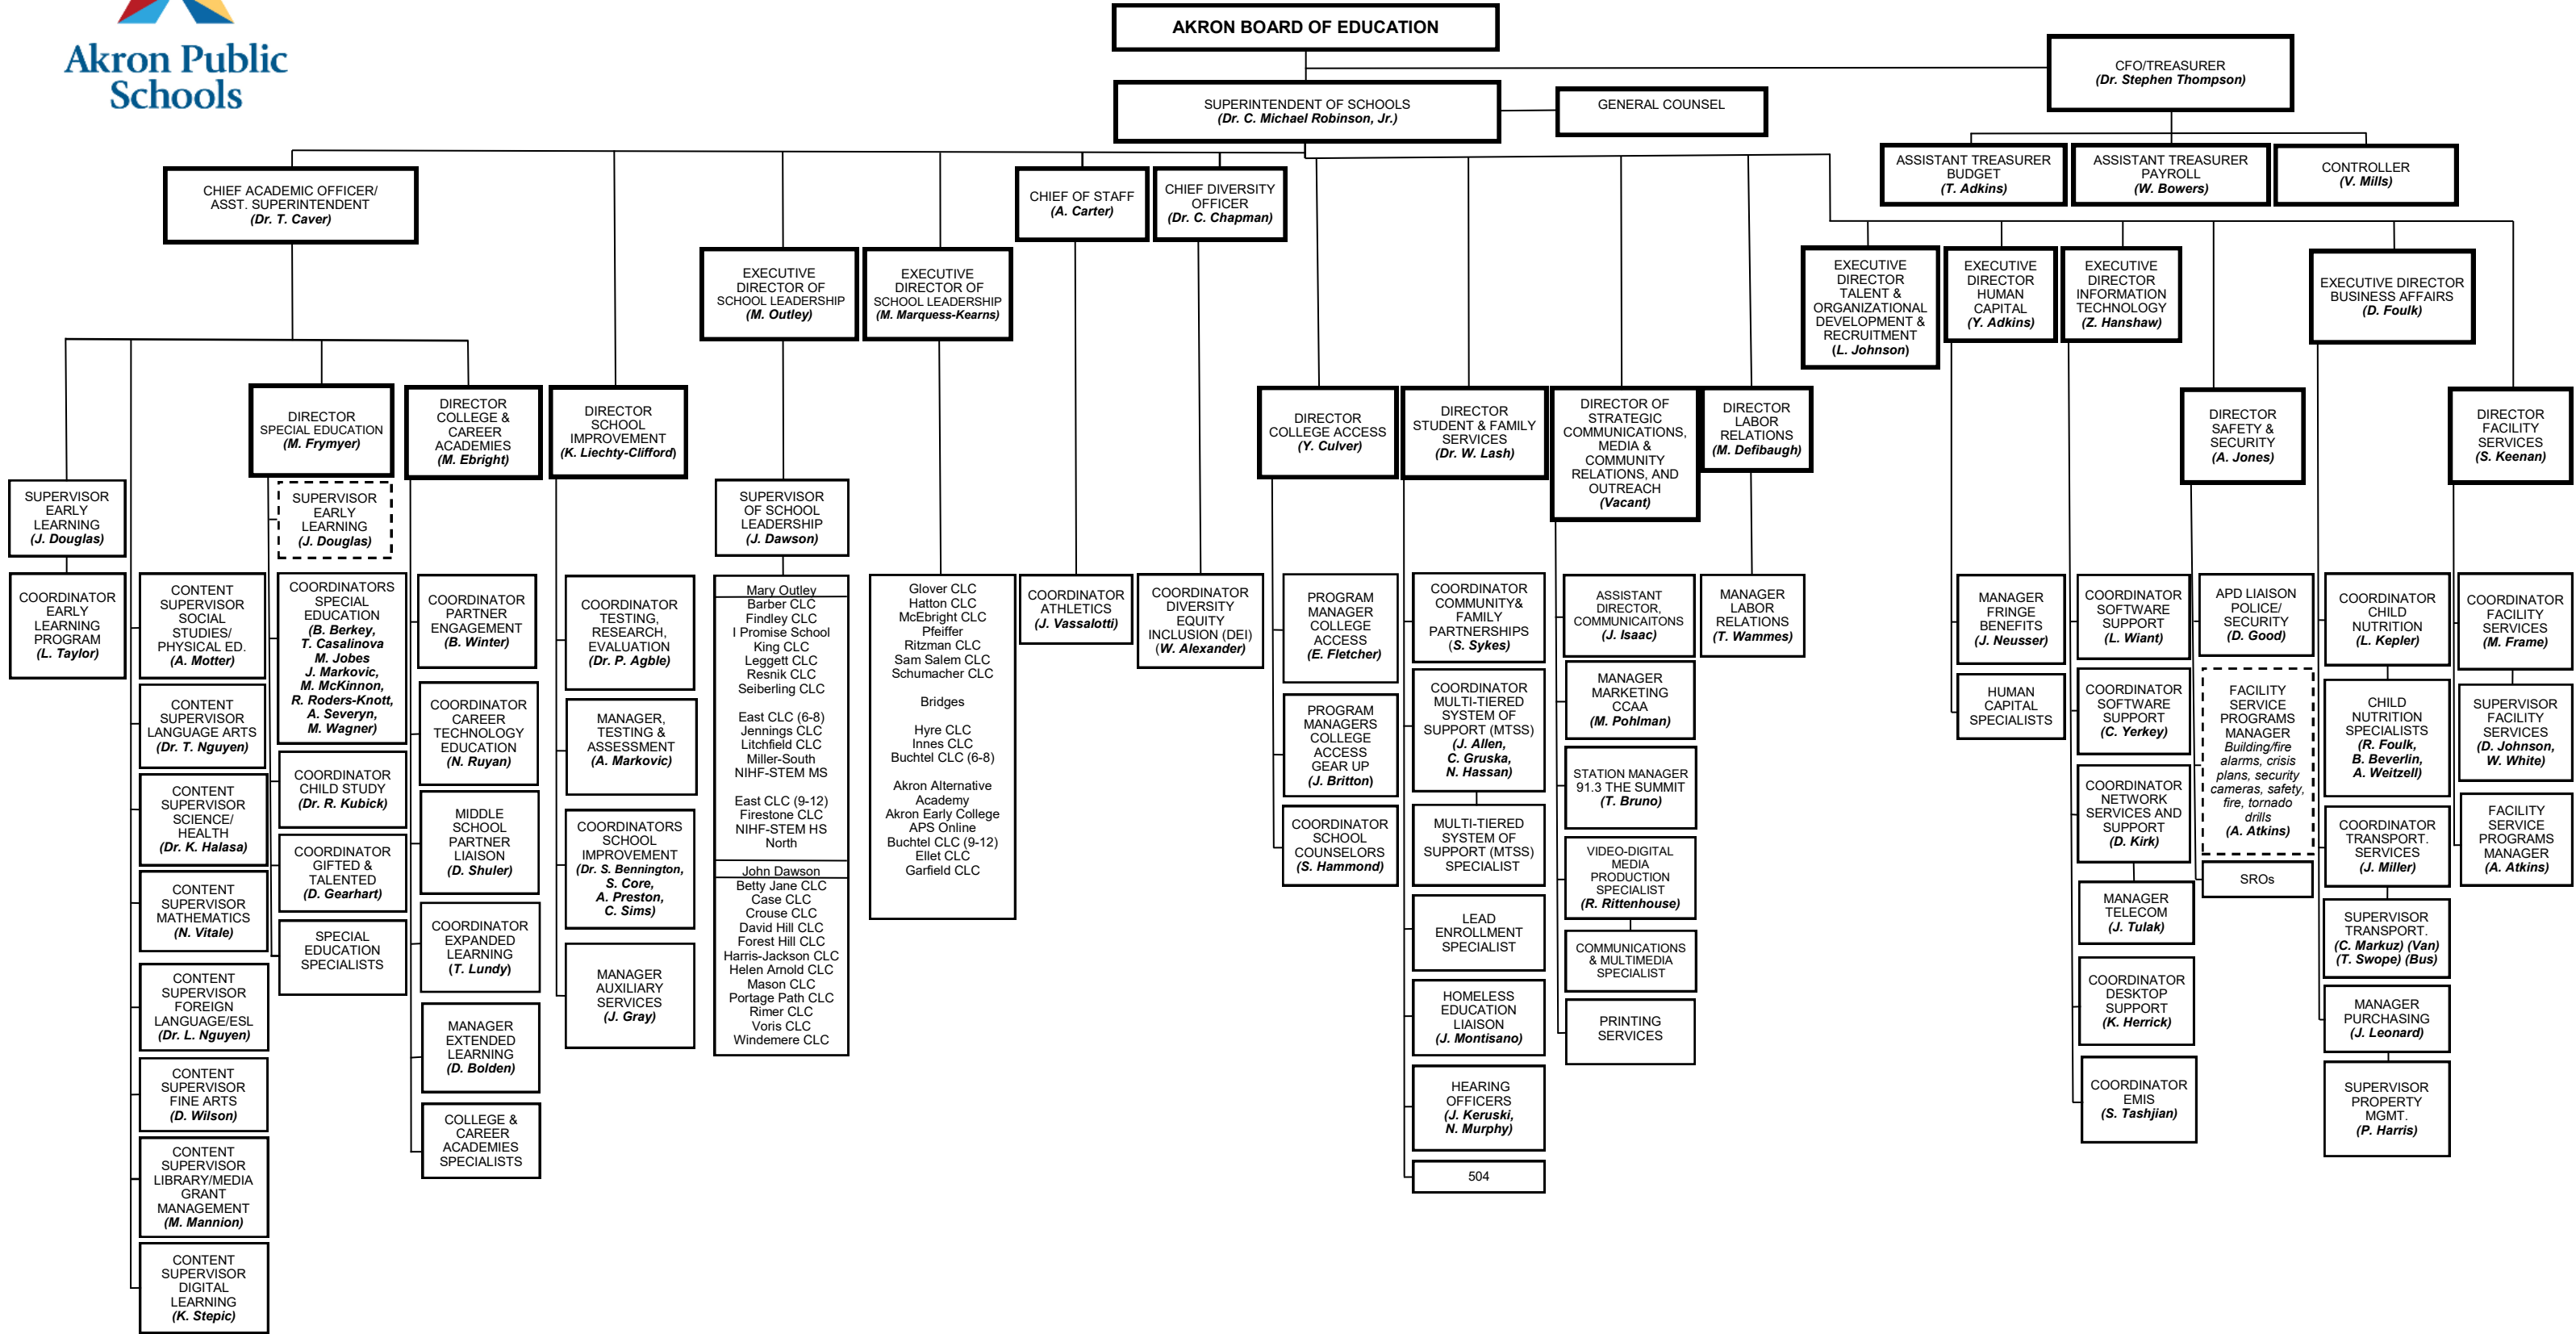 Akron Public
Schools
AKRON BOARD OF EDUCATION
CFO/TREASURER
(Dr. Stephen Thompson)
SUPERINTENDENT OF SCHOOLS
(Dr. C. Michael Robinson, Jr.)
GENERAL COUNSEL
ASSISTANT TREASURER
BUDGET
(T. Adkins)
ASSISTANT TREASURER
PAYROLL
(W. Bowers)
CONTROLLER
(V. Mills)
CHIEF ACADEMIC OFFICER/
ASST. SUPERINTENDENT
(Dr. T. Caver)
CHIEF OF STAFF
(A. Carter)
CHIEF DIVERSITY
OFFICER
(Dr. C. Chapman)
EXECUTIVE
DIRECTOR OF
SCHOOL LEADERSHIP
(M. Outley)
EXECUTIVE
DIRECTOR OF
SCHOOL LEADERSHIP
(M. Marquess-Kearns)
EXECUTIVE
DIRECTOR
TALENT &
ORGANIZATIONAL
DEVELOPMENT &
RECRUITMENT
(L. Johnson)
EXECUTIVE
DIRECTOR
HUMAN
CAPITAL
(Y. Adkins)
EXECUTIVE
DIRECTOR
INFORMATION
TECHNOLOGY
(Z. Hanshaw)
EXECUTIVE DIRECTOR
BUSINESS AFFAIRS
(D. Foulk)
DIRECTOR
SPECIAL EDUCATION
(M. Frymyer)
DIRECTOR
COLLEGE &
CAREER
ACADEMIES
(M. Ebright)
DIRECTOR
SCHOOL
IMPROVEMENT
(K. Liechty-Clifford)
DIRECTOR
COLLEGE ACCESS
(Y. Culver)
DIRECTOR
STUDENT & FAMILY
SERVICES
(Dr. W. Lash)
DIRECTOR OF
STRATEGIC
COMMUNICATIONS,
MEDIA &
COMMUNITY
RELATIONS, AND
OUTREACH
(Vacant)
DIRECTOR
LABOR
RELATIONS
(M. Defibaugh)
DIRECTOR
SAFETY &
SECURITY
(A. Jones)
DIRECTOR
FACILITY
SERVICES
(S. Keenan)
SUPERVISOR
EARLY
LEARNING
(J. Douglas)
SUPERVISOR
EARLY
LEARNING
(J. Douglas)
SUPERVISOR
OF SCHOOL
LEADERSHIP
(J. Dawson)
COORDINATOR
EARLY
LEARNING
PROGRAM
(L. Taylor)
CONTENT
SUPERVISOR
SOCIAL
STUDIES/
PHYSICAL ED.
(A. Motter)
CONTENT
SUPERVISOR
LANGUAGE ARTS
(Dr. T. Nguyen)
CONTENT
SUPERVISOR
SCIENCE/
HEALTH
(Dr. K. Halasa)
CONTENT
SUPERVISOR
MATHEMATICS
(N. Vitale)
CONTENT
SUPERVISOR
FOREIGN
LANGUAGE/ESL
(Dr. L. Nguyen)
CONTENT
SUPERVISOR
FINE ARTS
(D. Wilson)
CONTENT
SUPERVISOR
LIBRARY/MEDIA
GRANT
MANAGEMENT
(M. Mannion)
CONTENT
SUPERVISOR
DIGITAL
LEARNING
(K. Stepic)
COORDINATORS
SPECIAL
EDUCATION
(B. Berkey,
T. Casalinova
M. Jobes
J. Markovic,
M. McKinnon,
R. Roders-Knott,
A. Severyn,
M. Wagner)
COORDINATOR
CHILD STUDY
(Dr. R. Kubick)
COORDINATOR
GIFTED &
TALENTED
(D. Gearhart)
SPECIAL
EDUCATION
SPECIALISTS
COORDINATOR
PARTNER
ENGAGEMENT
(B. Winter)
COORDINATOR
CAREER
TECHNOLOGY
EDUCATION
(N. Ruyan)
MIDDLE
SCHOOL
PARTNER
LIAISON
(D. Shuler)
COORDINATOR
EXPANDED
LEARNING
(T. Lundy)
MANAGER
EXTENDED
LEARNING
(D. Bolden)
COLLEGE &
CAREER
ACADEMIES
SPECIALISTS
COORDINATOR
TESTING,
RESEARCH,
EVALUATION
(Dr. P. Agble)
MANAGER,
TESTING &
ASSESSMENT
(A. Markovic)
COORDINATORS
SCHOOL
IMPROVEMENT
(Dr. S. Bennington,
S. Core,
A. Preston,
C. Sims)
MANAGER
AUXILIARY
SERVICES
(J. Gray)
Mary Outley
Barber CLC
Findley CLC
I Promise School
King CLC
Leggett CLC
Resnik CLC
Seiberling CLC
East CLC (6-8)
Jennings CLC
Litchfield CLC
Miller-South
NIHF-STEM MS
East CLC (9-12)
Firestone CLC
NIHF-STEM HS
North
John Dawson
Betty Jane CLC
Case CLC
Crouse CLC
David Hill CLC
Forest Hill CLC
Harris-Jackson CLC
Helen Arnold CLC
Mason CLC
Portage Path CLC
Rimer CLC
Voris CLC
Windemere CLC
Glover CLC
Hatton CLC
McEbright CLC
Pfeiffer
Ritzman CLC
Sam Salem CLC
Schumacher CLC
Bridges
Hyre CLC
Innes CLC
Buchtel CLC (6-8)
Akron Alternative
Academy
Akron Early College
APS Online
Buchtel CLC (9-12)
Ellet CLC
Garfield CLC
COORDINATOR
ATHLETICS
(J. Vassalotti)
COORDINATOR
DIVERSITY
EQUITY
INCLUSION (DEI)
(W. Alexander)
PROGRAM
MANAGER
COLLEGE
ACCESS
(E. Fletcher)
PROGRAM
MANAGERS
COLLEGE
ACCESS
GEAR UP
(J. Britton)
COORDINATOR
SCHOOL
COUNSELORS
(S. Hammond)
COORDINATOR
COMMUNITY&
FAMILY
PARTNERSHIPS
(S. Sykes)
COORDINATOR
MULTI-TIERED
SYSTEM OF
SUPPORT (MTSS)
(J. Allen,
C. Gruska,
N. Hassan)
MULTI-TIERED
SYSTEM OF
SUPPORT (MTSS)
SPECIALIST
LEAD
ENROLLMENT
SPECIALIST
HOMELESS
EDUCATION
LIAISON
(J. Montisano)
HEARING
OFFICERS
(J. Keruski,
N. Murphy)
504
ASSISTANT
DIRECTOR,
COMMUNICAITONS
(J. Isaac)
MANAGER
MARKETING
CCAA
(M. Pohlman)
STATION MANAGER
91.3 THE SUMMIT
(T. Bruno)
VIDEO-DIGITAL
MEDIA
PRODUCTION
SPECIALIST
(R. Rittenhouse)
COMMUNICATIONS
& MULTIMEDIA
SPECIALIST
PRINTING
SERVICES
MANAGER
LABOR
RELATIONS
(T. Wammes)
MANAGER
FRINGE
BENEFITS
(J. Neusser)
HUMAN
CAPITAL
SPECIALISTS
COORDINATOR
SOFTWARE
SUPPORT
(L. Wiant)
COORDINATOR
SOFTWARE
SUPPORT
(C. Yerkey)
COORDINATOR
NETWORK
SERVICES AND
SUPPORT
(D. Kirk)
MANAGER
TELECOM
(J. Tulak)
COORDINATOR
DESKTOP
SUPPORT
(K. Herrick)
COORDINATOR
EMIS
(S. Tashjian)
APD LIAISON
POLICE/
SECURITY
(D. Good)
FACILITY
SERVICE
PROGRAMS
MANAGER
Building/fire
alarms, crisis
plans, security
cameras, safety,
fire, tornado
drills
(A. Atkins)
SROs
COORDINATOR
CHILD
NUTRITION
(L. Kepler)
CHILD
NUTRITION
SPECIALISTS
(R. Foulk,
B. Beverlin,
A. Weitzell)
COORDINATOR
TRANSPORT.
SERVICES
(J. Miller)
SUPERVISOR
TRANSPORT.
(C. Markuz) (Van)
(T. Swope) (Bus)
MANAGER
PURCHASING
(J. Leonard)
SUPERVISOR
PROPERTY
MGMT.
(P. Harris)
COORDINATOR
FACILITY
SERVICES
(M. Frame)
SUPERVISOR
FACILITY
SERVICES
(D. Johnson,
W. White)
FACILITY
SERVICE
PROGRAMS
MANAGER
(A. Atkins)